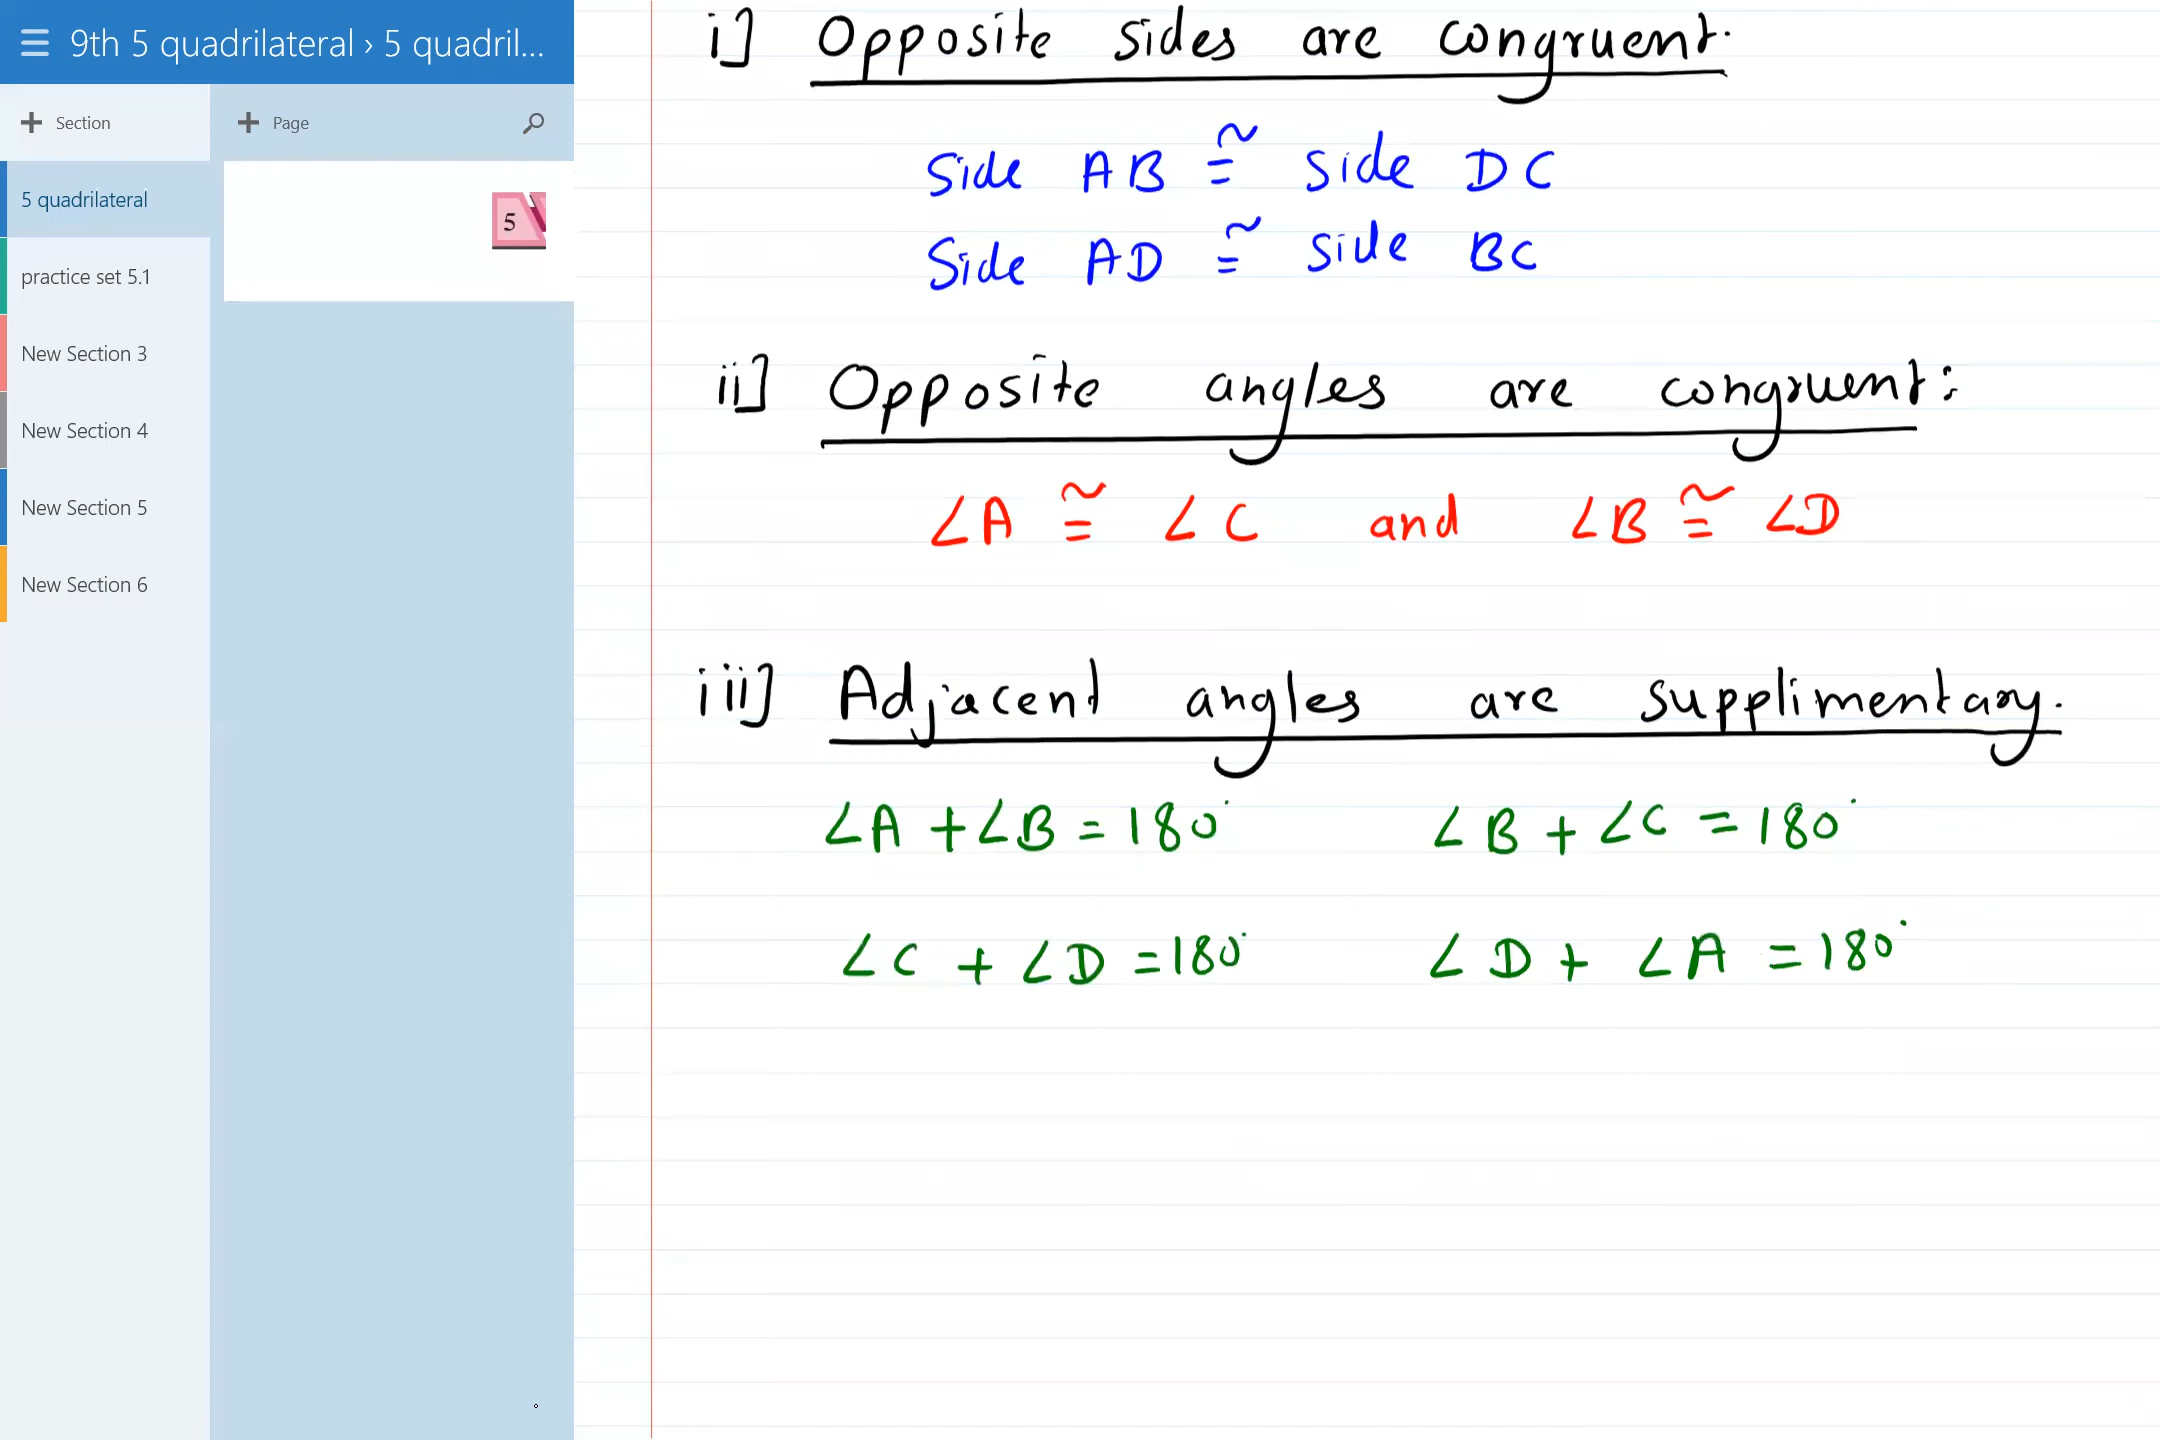 9th 5 quadrilateral › 5 quadril...
+ Section
+ Page
5 quadrilateral
5
practice set 5.1
New Section 3
New Section 4
New Section 5
New Section 6
i] Opposite sides are congruent.
Side AB ≅ side DC
Side AD ≅ side BC
ii] Opposite angles are congruent:
∠A ≅ ∠C and ∠B ≅ ∠D
iii] Adjacent angles are supplimentary.
∠A + ∠B = 180° ∠B + ∠C = 180°
∠C + ∠D = 180° ∠D + ∠A = 180°